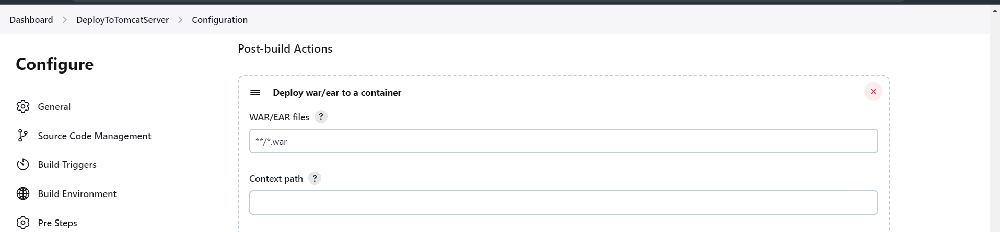 Dashboard > DeployToTomcatServer > Configuration
Configure
General
Source Code Management
Build Triggers
Build Environment
Pre Steps
Post-build Actions
Deploy war/ear to a container
WAR/EAR files ?
**/*.war
Context path ?